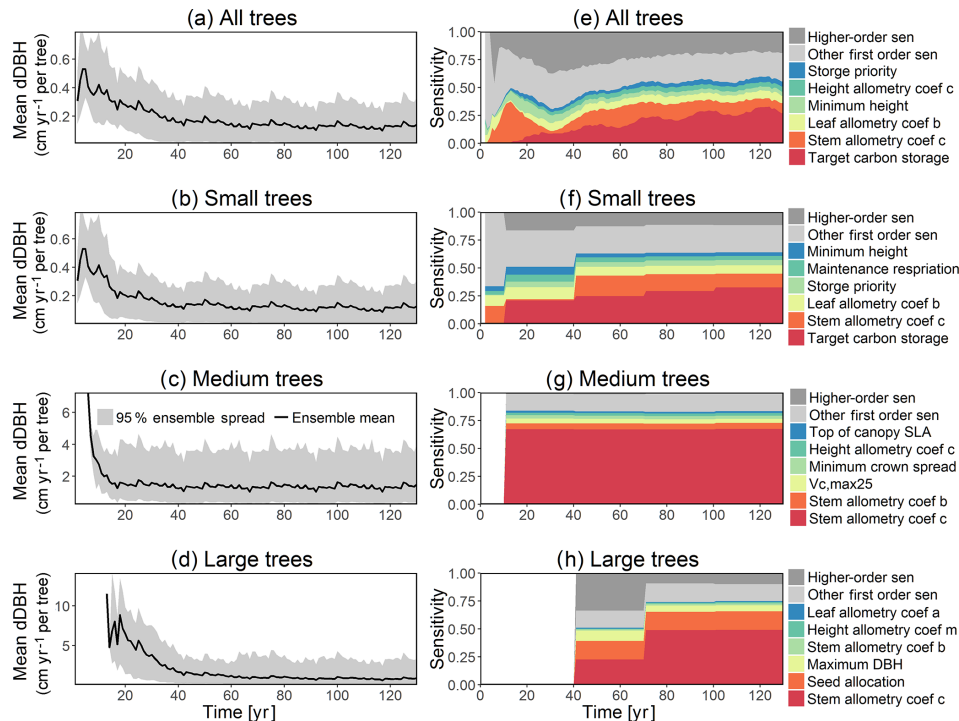 (a) All trees
Mean dDBH
(cm yr⁻¹ per tree)
0.6
0.4
0.2
20 40 60 80 100 120
(e) All trees
Sensitivity
1.00
0.75
0.50
0.25
0.00
0 20 40 60 80 100 120
Higher-order sen
Other first order sen
Storge priority
Height allometry coef c
Minimum height
Leaf allometry coef b
Stem allometry coef c
Target carbon storage
(b) Small trees
Mean dDBH
(cm yr⁻¹ per tree)
0.6
0.4
0.2
20 40 60 80 100 120
(f) Small trees
Sensitivity
1.00
0.75
0.50
0.25
0.00
0 20 40 60 80 100 120
Higher-order sen
Other first order sen
Minimum height
Maintenance respriation
Storge priority
Leaf allometry coef b
Stem allometry coef c
Target carbon storage
(c) Medium trees
Mean dDBH
(cm yr⁻¹ per tree)
6
4
2
95 % ensemble spread
Ensemble mean
20 40 60 80 100 120
(g) Medium trees
Sensitivity
1.00
0.75
0.50
0.25
0.00
0 20 40 60 80 100 120
Higher-order sen
Other first order sen
Top of canopy SLA
Height allometry coef c
Minimum crown spread
Vc,max25
Stem allometry coef b
Stem allometry coef c
(d) Large trees
Mean dDBH
(cm yr⁻¹ per tree)
10
5
20 40 60 80 100 120
Time [yr]
(h) Large trees
Sensitivity
1.00
0.75
0.50
0.25
0.00
0 20 40 60 80 100 120
Time [yr]
Higher-order sen
Other first order sen
Leaf allometry coef a
Height allometry coef m
Stem allometry coef b
Maximum DBH
Seed allocation
Stem allometry coef c